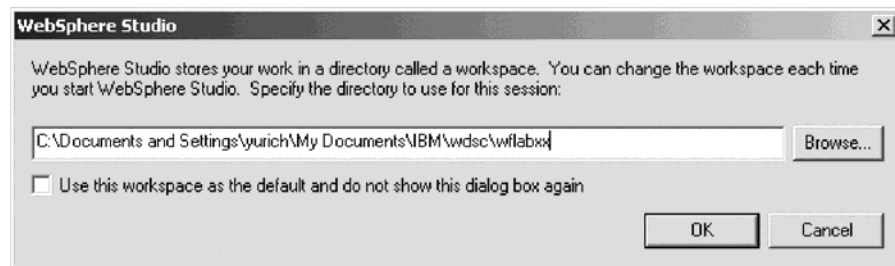 WebSphere Studio
WebSphere Studio stores your work in a directory called a workspace. You can change the workspace each time
you start WebSphere Studio. Specify the directory to use for this session:
C:\Documents and Settings\yurich\My Documents\IBM\wdsc\wflabxx
Browse...
Use this workspace as the default and do not show this dialog box again
OK
Cancel